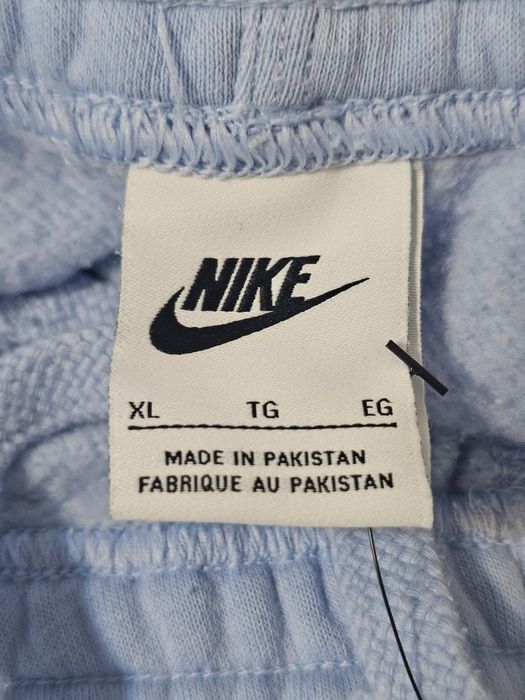 NIKE
XL TG EG
MADE IN PAKISTAN
FABRIQUE AU PAKISTAN